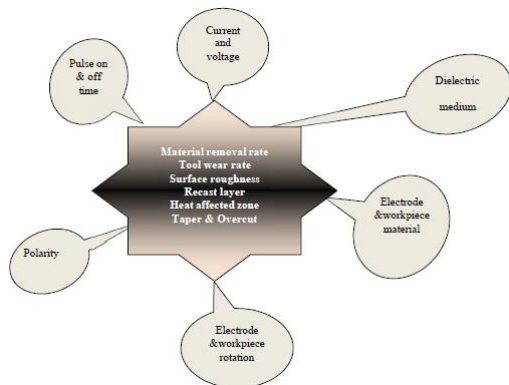 Current
and
voltage
Pulse on
& off
time
Dielectric
medium
Material removal rate
Tool wear rate
Surface roughness
Recast layer
Heat affected zone
Taper & Overcut
Electrode
&workpiece
material
Polarity
Electrode
&workpiece
rotation